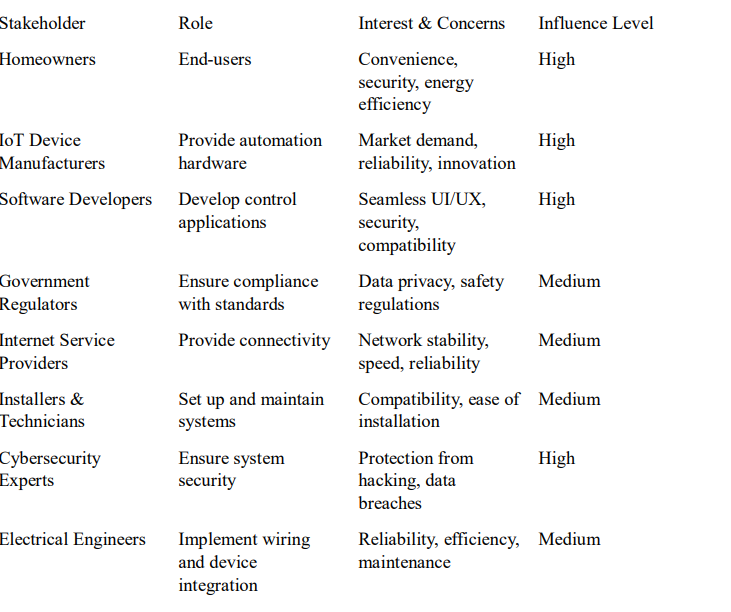 Stakeholder Role Interest & Concerns Influence Level
Homeowners End-users Convenience, High
security, energy
efficiency
IoT Device Provide automation Market demand, High
Manufacturers hardware reliability, innovation
Software Developers Develop control Seamless UI/UX, High
applications security,
compatibility
Government Ensure compliance Data privacy, safety Medium
Regulators with standards regulations
Internet Service Provide connectivity Network stability, Medium
Providers speed, reliability
Installers & Set up and maintain Compatibility, ease of Medium
Technicians systems installation
Cybersecurity Ensure system Protection from High
Experts security hacking, data
breaches
Electrical Engineers Implement wiring Reliability, efficiency, Medium
and device maintenance
integration